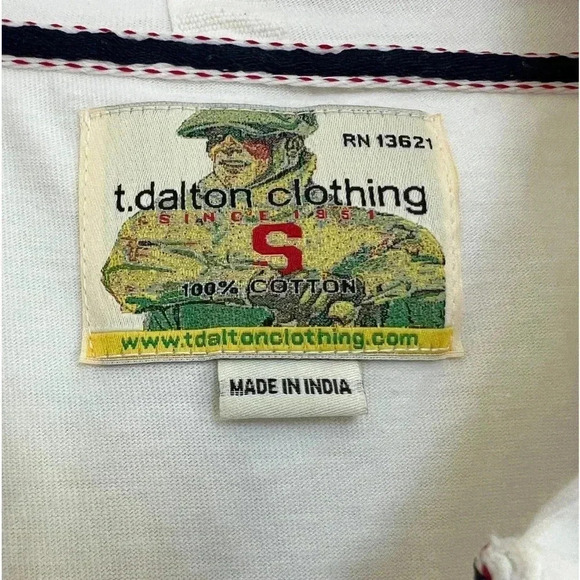 RN 13621
t.dalton clothing
SINCE 1951
S
100% COTTON
www.tdaltonclothing.com
MADE IN INDIA